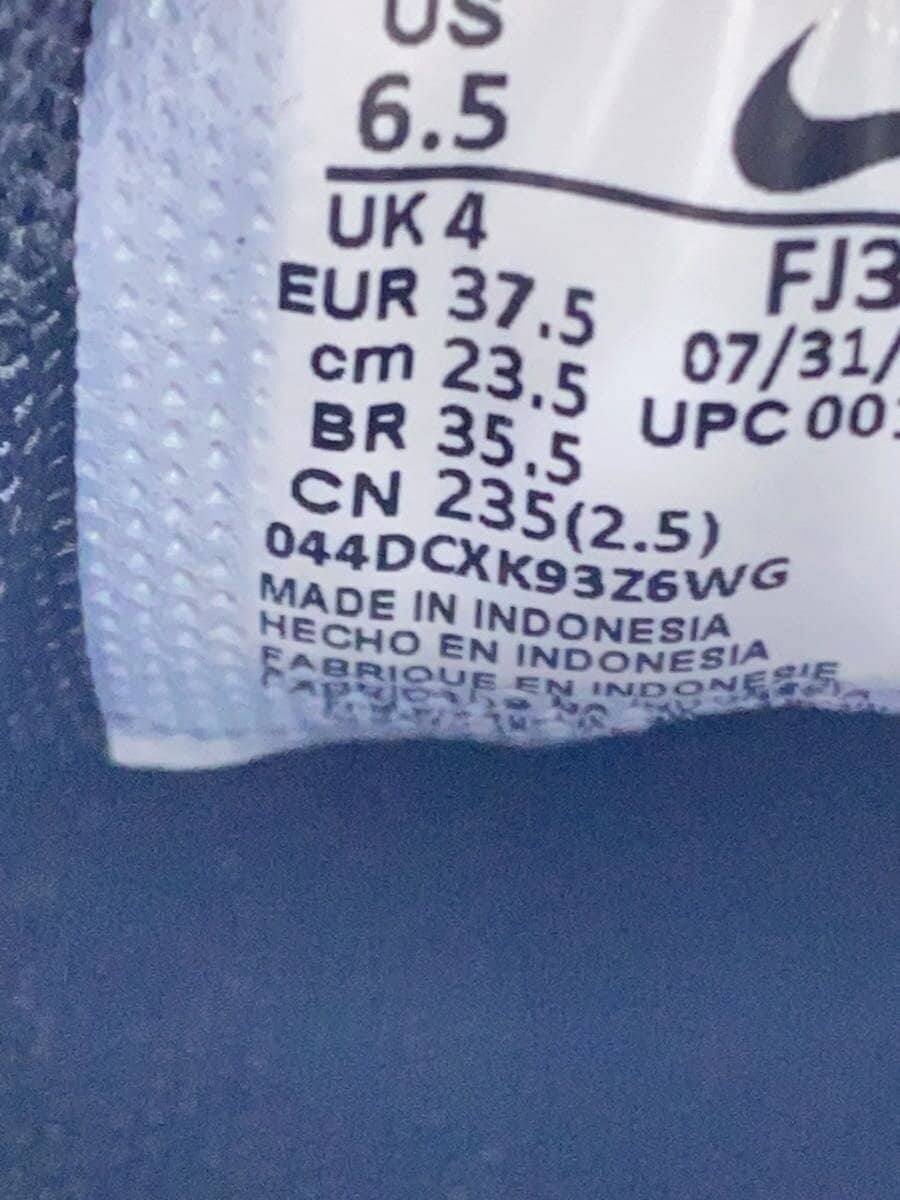 US
6.5
UK 4
EUR 37.5
cm 23.5
BR 35.5
CN 235(2.5)
FJ3
07/31/
UPC 00
044DCXK93Z6WG
MADE IN INDONESIA
HECHO EN INDONESIA
FABRIQUE EN INDONESIE